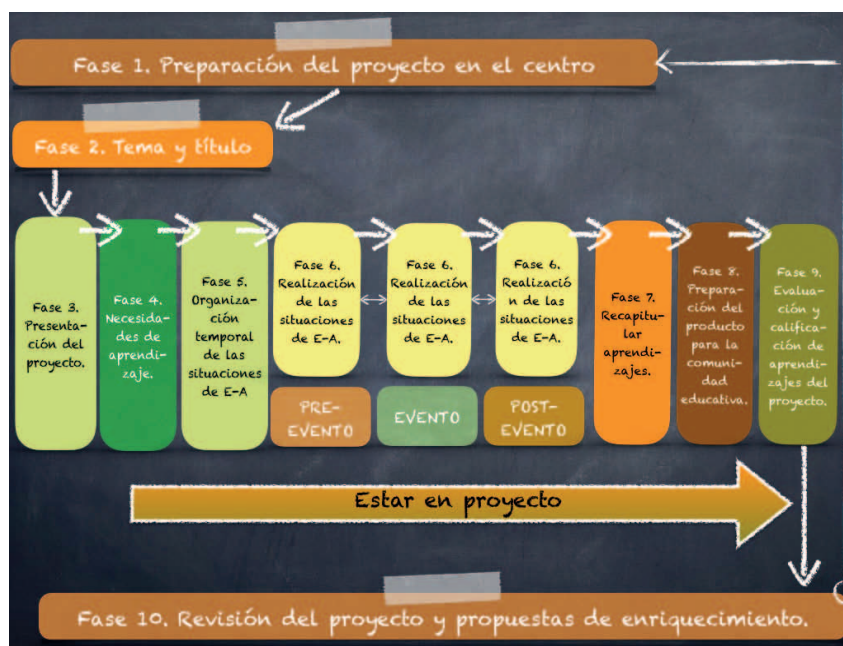 Fase 1. Preparación del proyecto en el centro
Fase 2. Tema y título
Fase 3.
Presenta-
ción del
proyecto.
Fase 4.
Necesida-
des de
aprendi-
zaje.
Fase 5.
Organiza-
ción
temporal
de las
situaciones
de E-A
Fase 6.
Realización
de las
situaciones
de E-A.
PRE-
EVENTO
Fase 6.
Realización
de las
situaciones
de E-A.
EVENTO
Fase 6.
Realizació
n de las
situaciones
de E-A.
POST-
EVENTO
Fase 7.
Recapitu-
lar
aprendi-
zajes.
Fase 8.
Prepara-
ción del
producto
para la
comuni-
dad
educativa.
Fase 9.
Evalua-
ción y
califica-
ción de
aprendi-
zajes del
proyecto.
Estar en proyecto
Fase 10. Revisión del proyecto y propuestas de enriquecimiento.